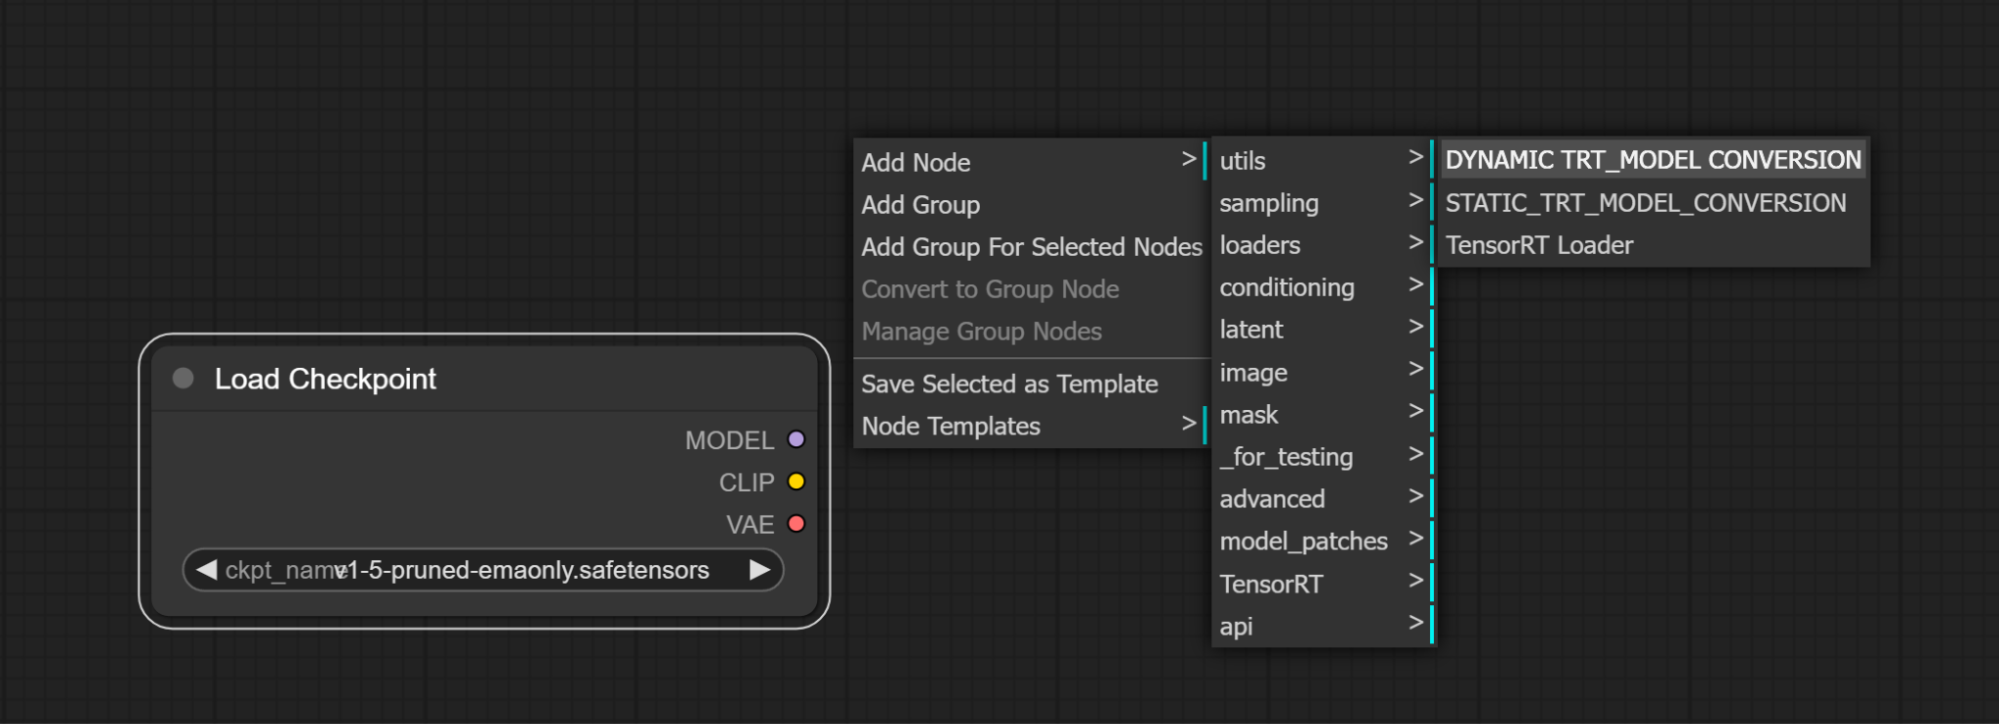 Add Node >
Add Group
Add Group For Selected Nodes
Convert to Group Node
Manage Group Nodes
Save Selected as Template
Node Templates >
utils >
sampling >
loaders >
conditioning >
latent >
image >
mask >
_for_testing >
advanced >
model_patches >
TensorRT >
api >
DYNAMIC TRT_MODEL CONVERSION
STATIC_TRT_MODEL_CONVERSION
TensorRT Loader
Load Checkpoint
MODEL
CLIP
VAE
ckpt_name v1-5-pruned-emaonly.safetensors